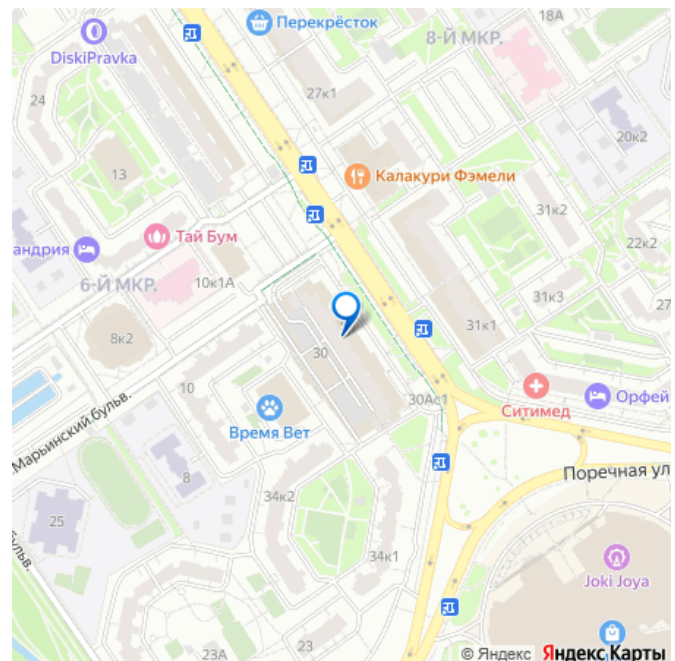 Перекрёсток
18А
8-Й МКР.
DiskiPravka
27к1
24
20к2
13
Калакури Фэмели
31к2
Тай Бум
андрия
22к2
6-Й МКР.
10к1А
31к3
27
31к1
8к2
30
10
30Ас1
Ситимед
Орфей
Марьинский бульв.
Время Вет
8
Поречная ул
34к2
25
бульв.
34к1
Joki Joya
23А
23
© Яндекс Яндекс Карты